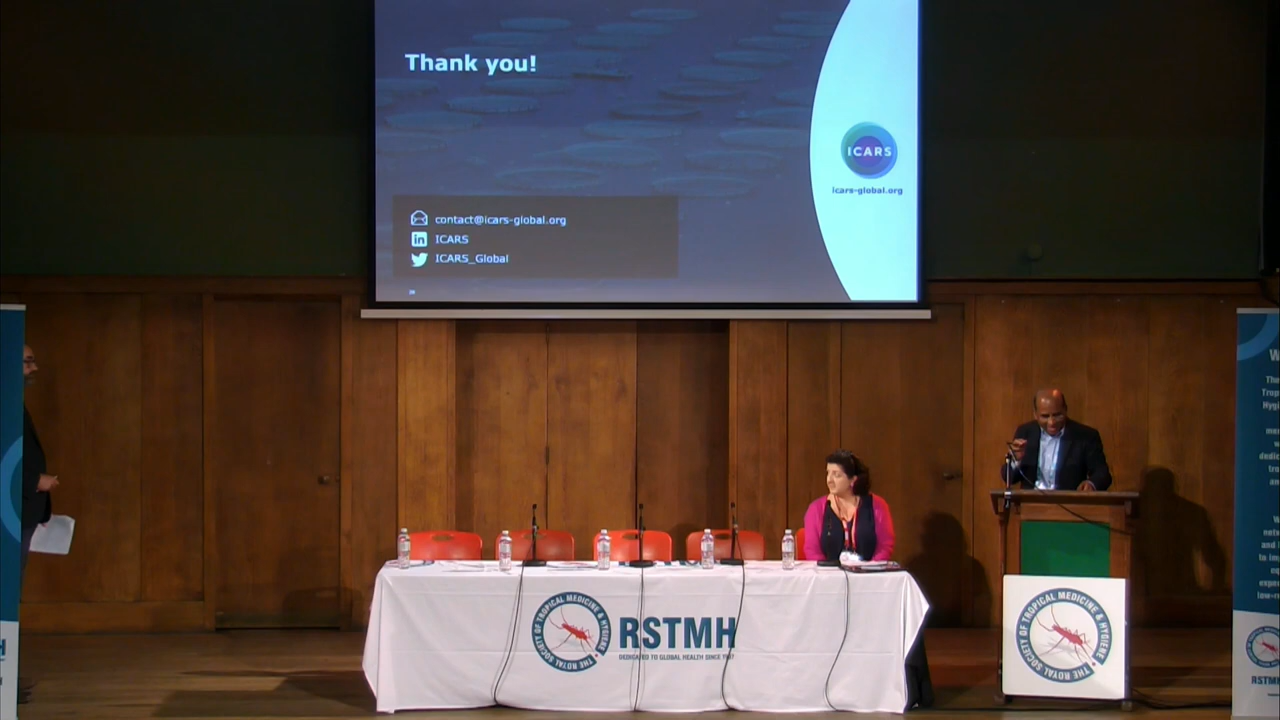 Thank you!
ICARS
icars-global.org
contact@icars-global.org
ICARS
ICARS_Global
THE ROYAL SOCIETY OF TROPICAL MEDICINE & HYGIENE
RSTMH
DEDICATED TO GLOBAL HEALTH SINCE 1907
THE ROYAL SOCIETY OF TROPICAL MEDICINE & HYGIENE
RSTMH